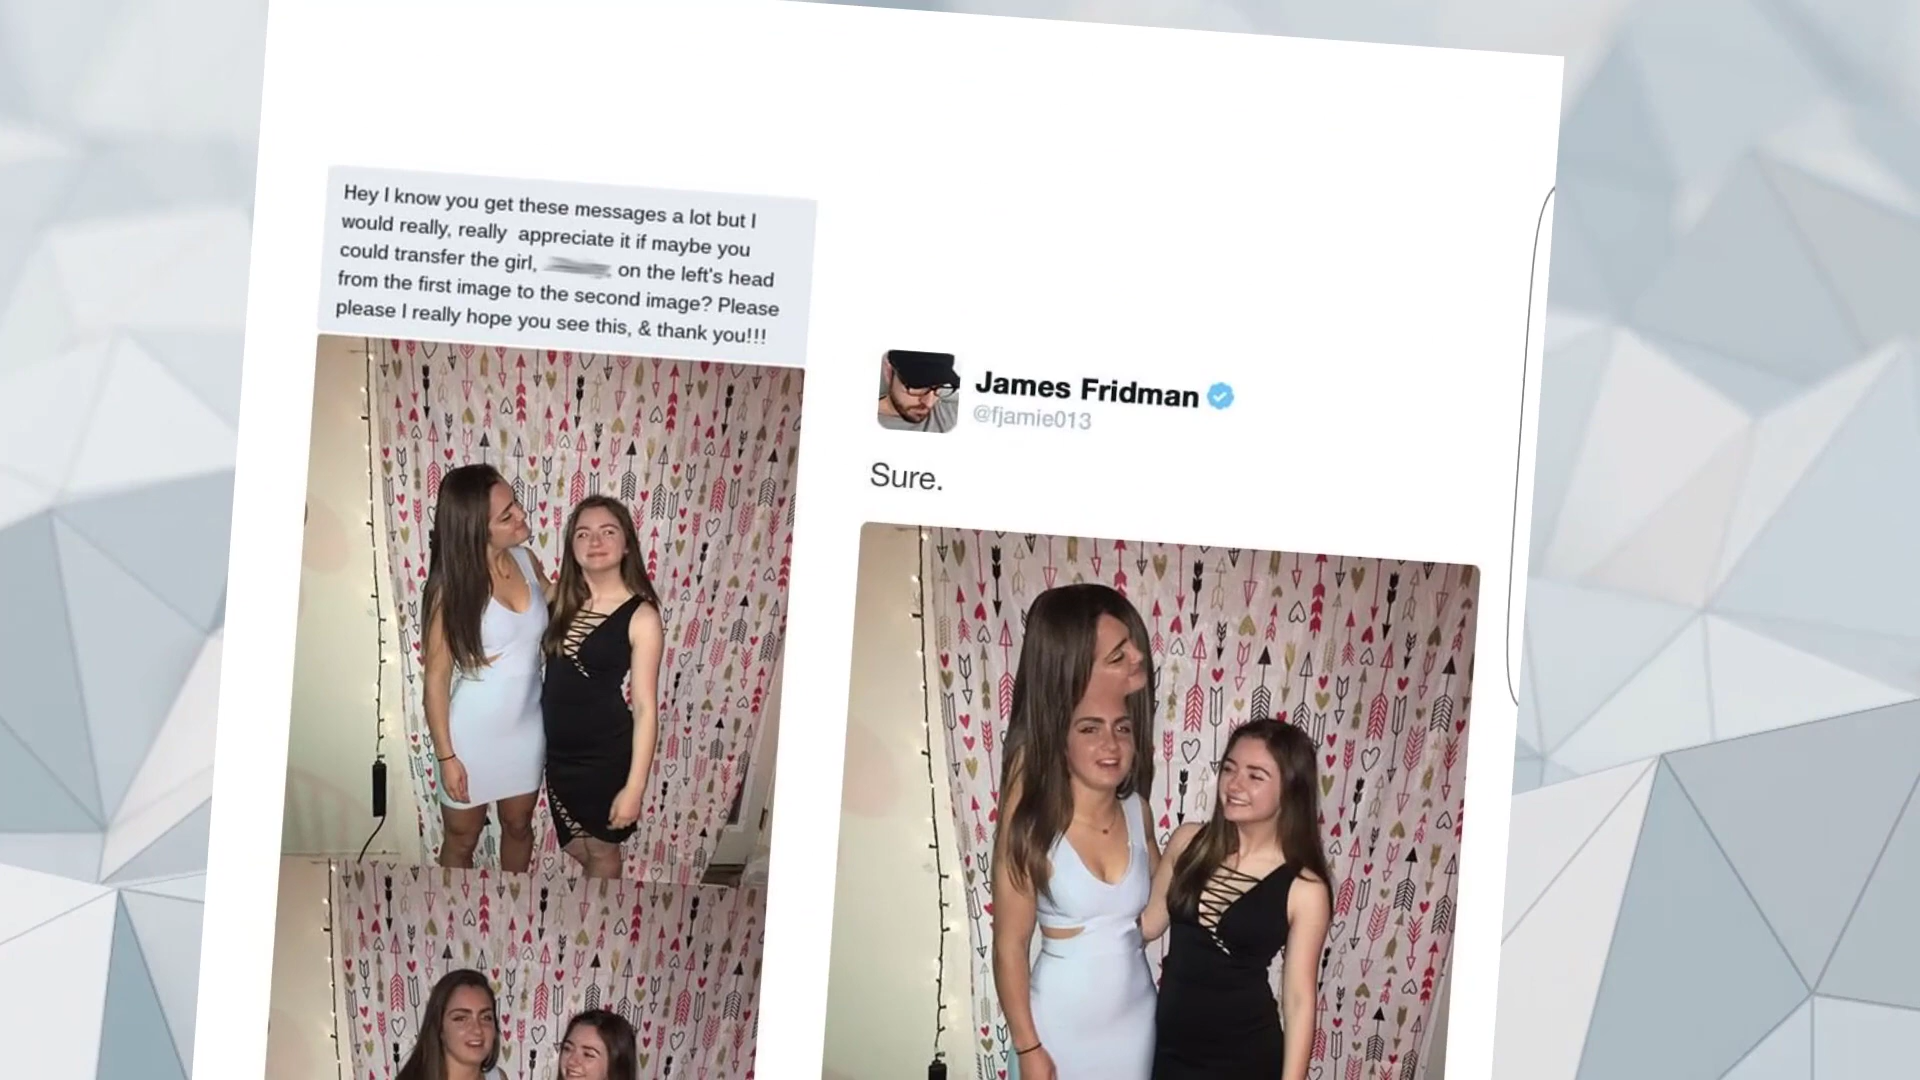 Hey I know you get these messages a lot but I
would really, really appreciate it if maybe you
could transfer the girl, on the left's head
from the first image to the second image? Please
please I really hope you see this, & thank you!!!
James Fridman
@fjamie013
Sure.